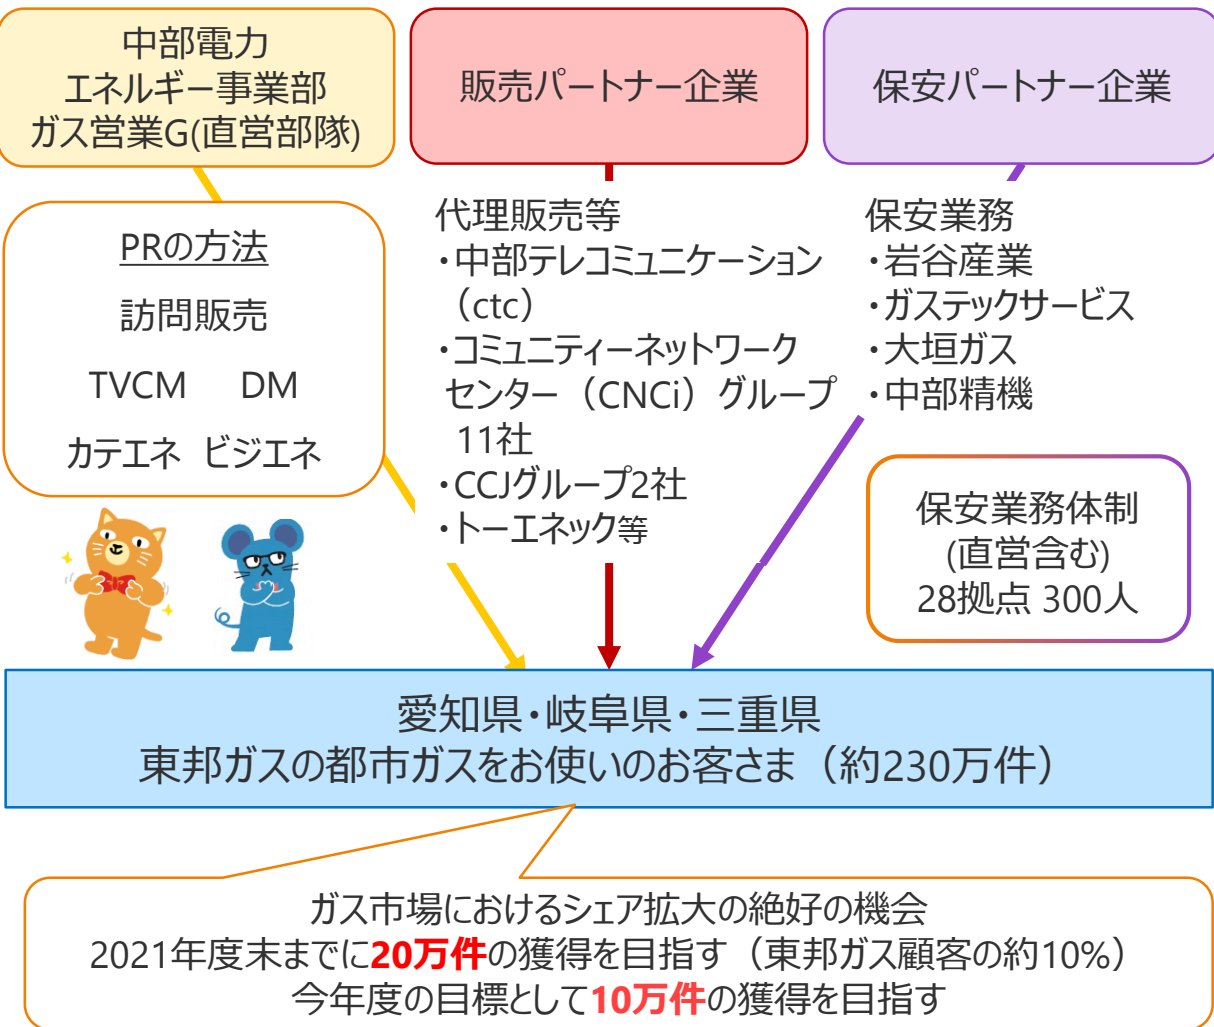 中部電力
エネルギー事業部
ガス営業G(直営部隊)
販売パートナー企業
保安パートナー企業
PRの方法
訪問販売
TVCM DM
カテエネ ビジエネ
代理販売等
・中部テレコミュニケーション
（ctc）
・コミュニティーネットワーク
センター（CNCi）グループ
11社
・CCJグループ2社
・トーエネック等
保安業務
・岩谷産業
・ガステックサービス
・大垣ガス
・中部精機
保安業務体制
(直営含む)
28拠点 300人
愛知県・岐阜県・三重県
東邦ガスの都市ガスをお使いのお客さま（約230万件）
ガス市場におけるシェア拡大の絶好の機会
2021年度末までに20万件の獲得を目指す（東邦ガス顧客の約10%）
今年度の目標として10万件の獲得を目指す